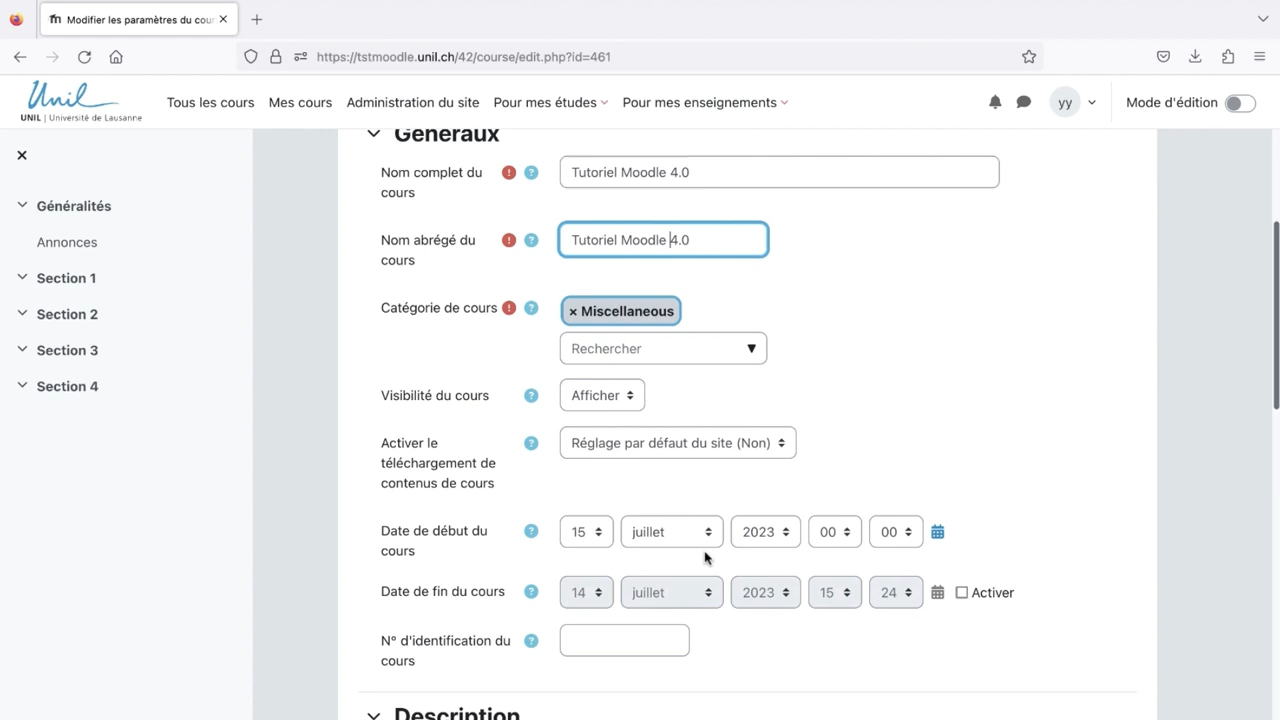 Modifier les paramètres du cour
https://tstmoodle.unil.ch/42/course/edit.php?id=461
Unil
UNIL | Université de Lausanne
Tous les cours
Mes cours
Administration du site
Pour mes études
Pour mes enseignements
yy
Mode d'édition
Généralités
Annonces
Section 1
Section 2
Section 3
Section 4
Généraux
Nom complet du
cours
Tutoriel Moodle 4.0
Nom abrégé du
cours
Tutoriel Moodle 4.0
Catégorie de cours
× Miscellaneous
Rechercher
Visibilité du cours
Afficher
Activer le
téléchargement de
contenus de cours
Réglage par défaut du site (Non)
Date de début du
cours
15 juillet 2023 00 00
Date de fin du cours
14 juillet 2023 15 24 Activer
Nº d'identification du
cours
Description